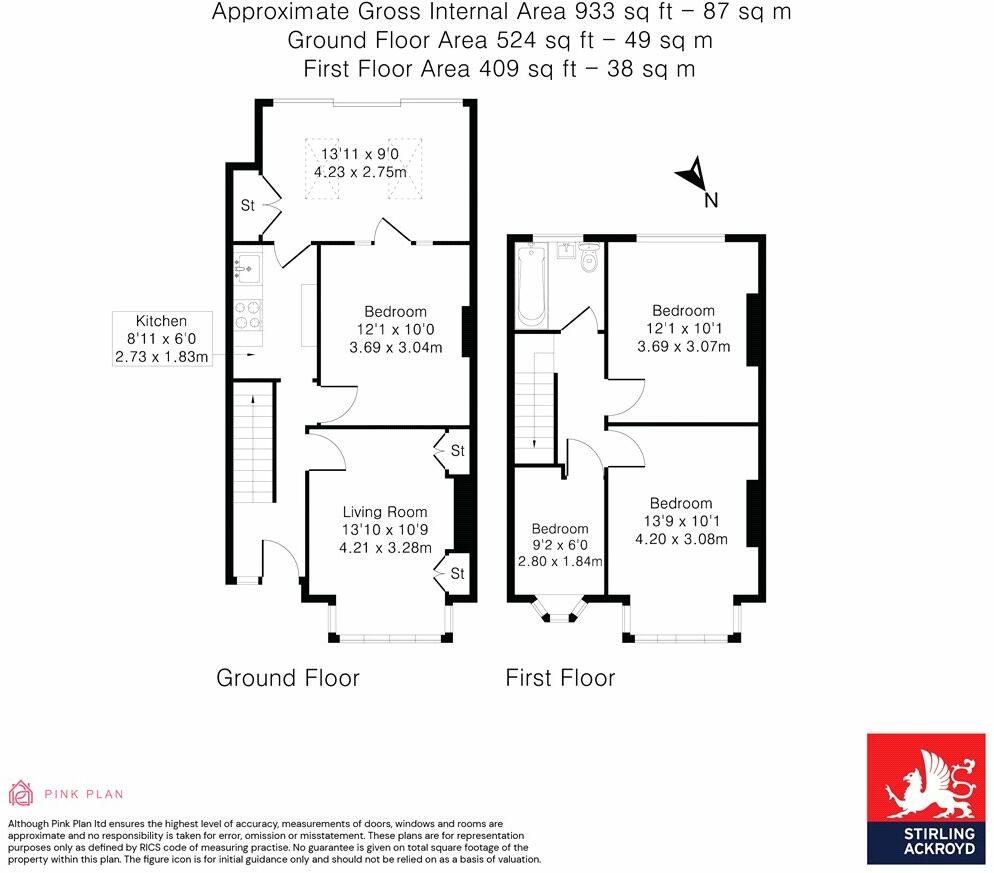 Approximate Gross Internal Area 933 sq ft – 87 sq m
Ground Floor Area 524 sq ft – 49 sq m
First Floor Area 409 sq ft – 38 sq m
13'11 x 9'0
4.23 x 2.75m
St
N
Kitchen
8'11 x 6'0
2.73 x 1.83m
Bedroom
12'1 x 10'0
3.69 x 3.04m
Bedroom
12'1 x 10'1
3.69 x 3.07m
St
Living Room
13'10 x 10'9
4.21 x 3.28m
St
Bedroom
9'2 x 6'0
2.80 x 1.84m
Bedroom
13'9 x 10'1
4.20 x 3.08m
Ground Floor
First Floor
PINK PLAN
Although Pink Plan ltd ensures the highest level of accuracy, measurements of doors, windows and rooms are
approximate and no responsibility is taken for error, omission or misstatement. These plans are for representation
purposes only as defined by RICS code of measuring practise. No guarantee is given on total square footage of the
property within this plan. The figure icon is for initial guidance only and should not be relied on as a basis of valuation.
STIRLING
ACKROYD